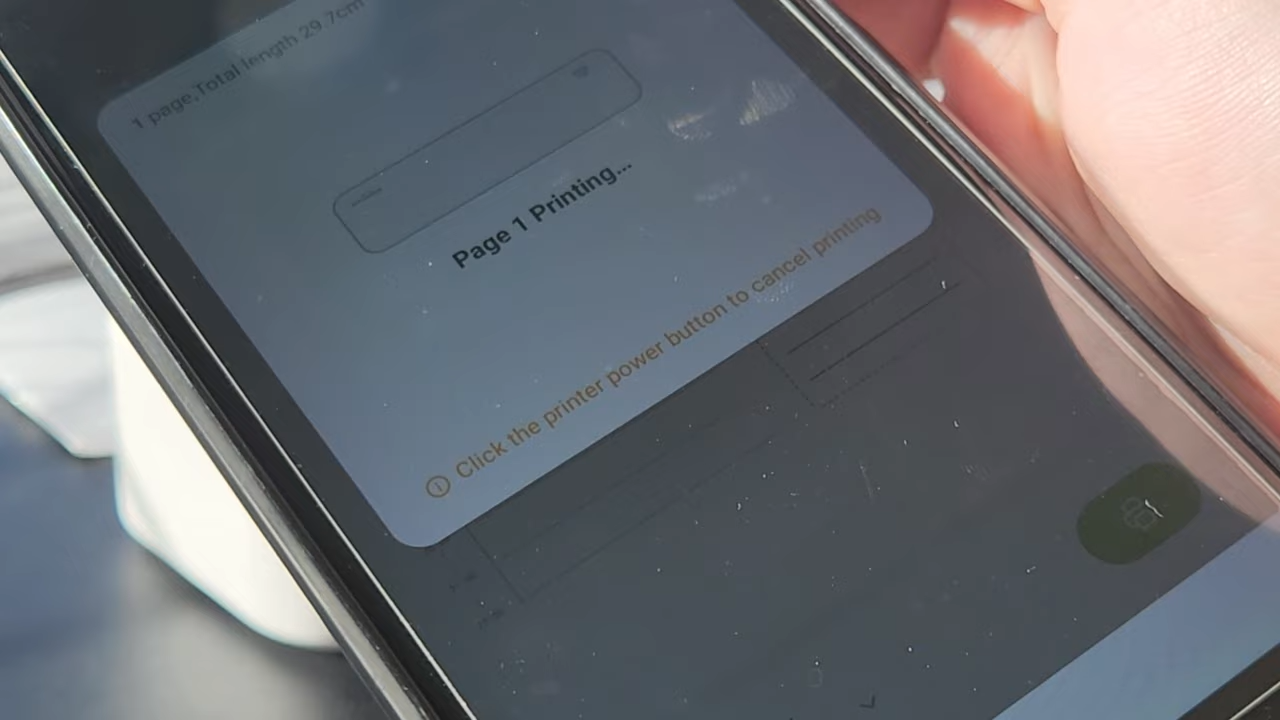 1 page,Total length 29.7cm
Page 1 Printing...
Click the printer power button to cancel printing